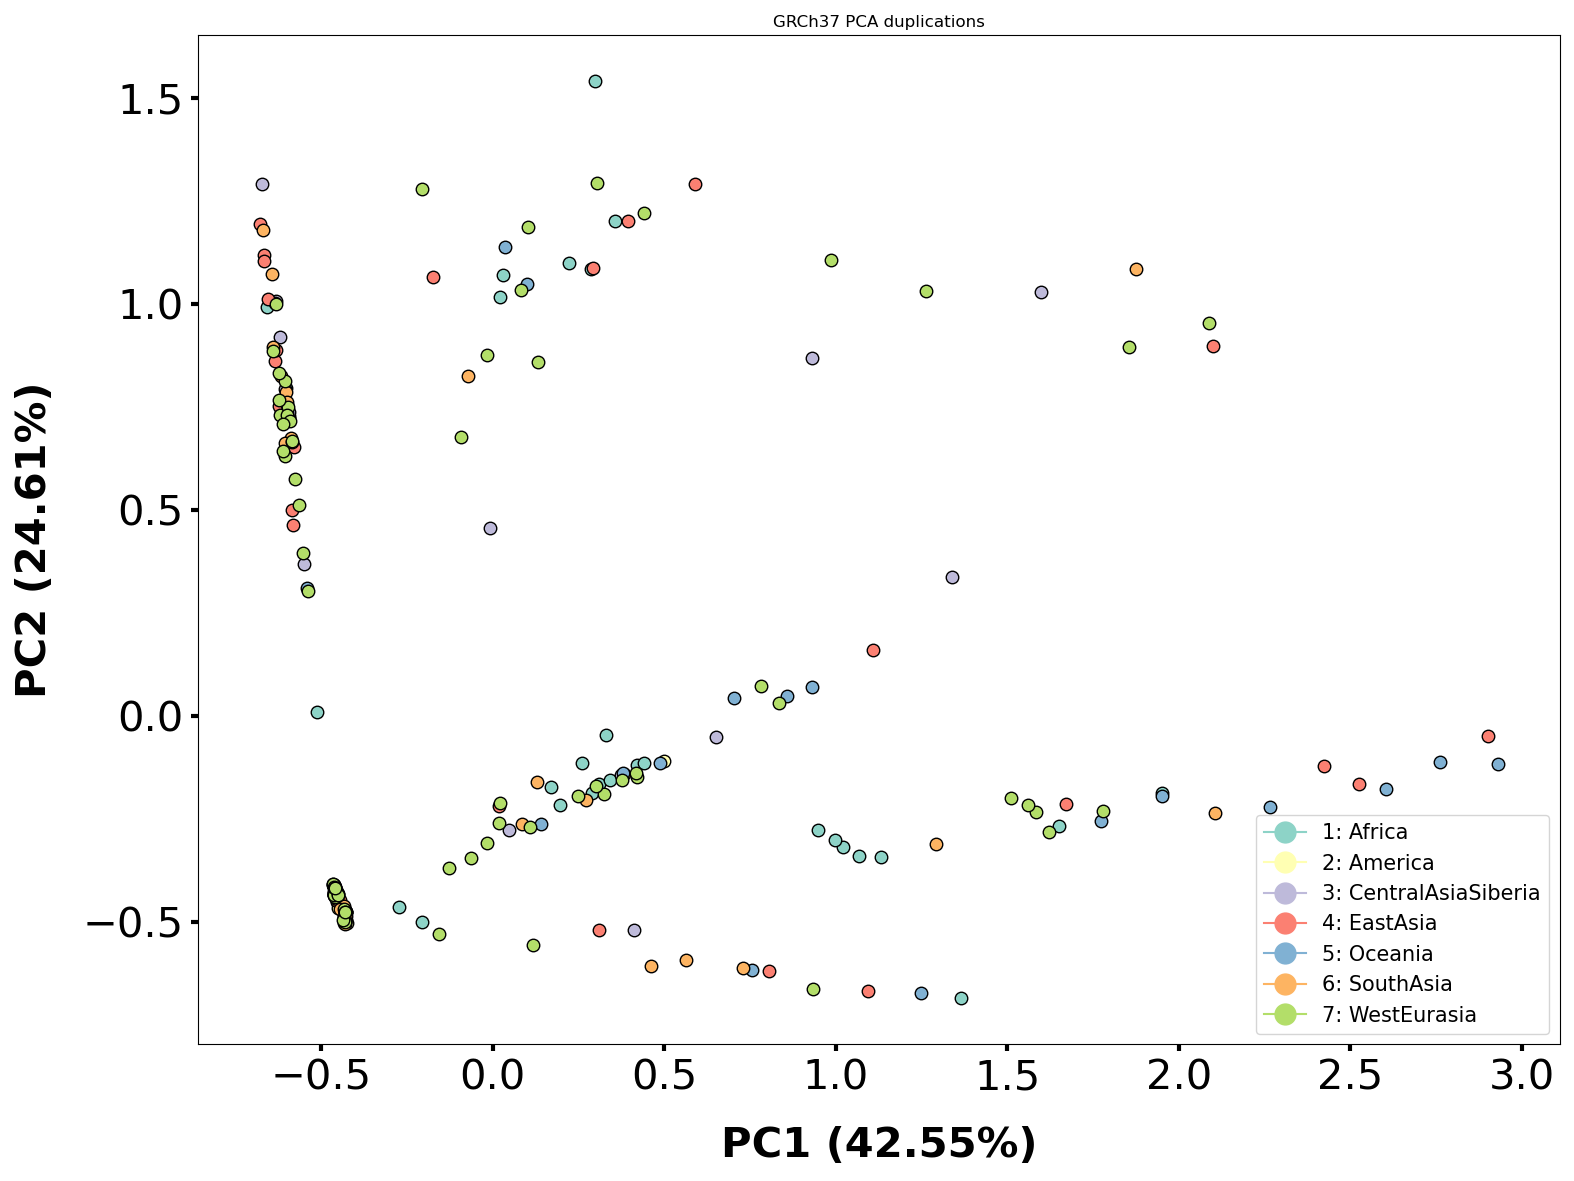 GRCh37 PCA duplications
1.5
1.0
0.5
0.0
−0.5
PC2 (24.61%)
1: Africa
2: America
3: CentralAsiaSiberia
4: EastAsia
5: Oceania
6: SouthAsia
7: WestEurasia
−0.5 0.0 0.5 1.0 1.5 2.0 2.5 3.0
PC1 (42.55%)